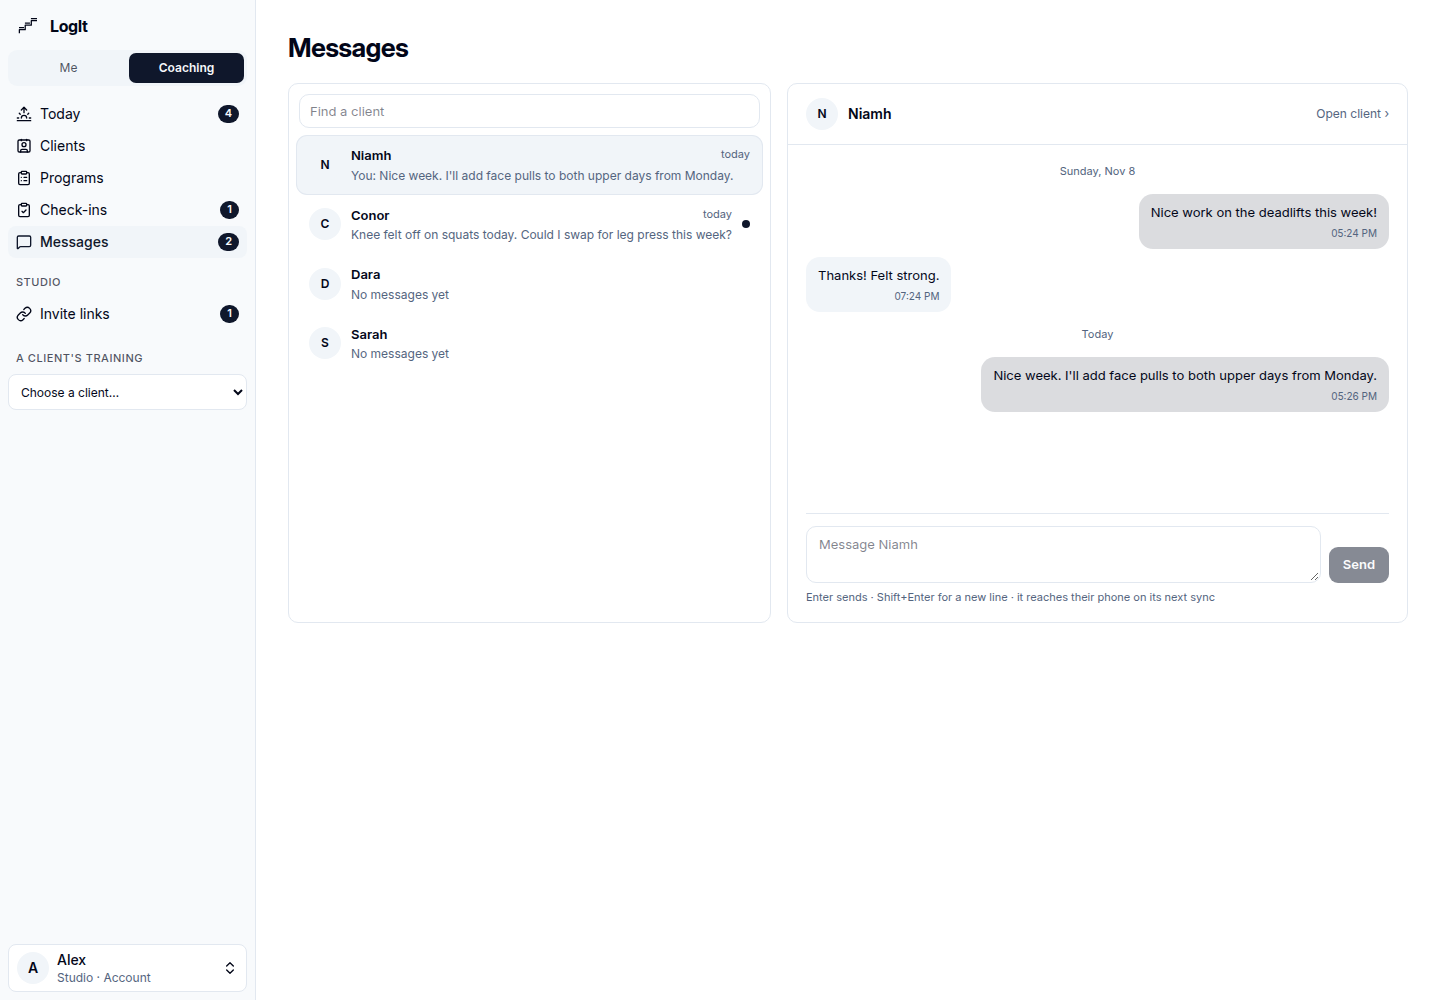 LogIt
Me
Coaching
Today
4
Clients
Programs
Check-ins
1
Messages
2
STUDIO
Invite links
1
A CLIENT'S TRAINING
Choose a client...
A
Alex
Studio · Account
Messages
Find a client
N
Niamh
today
You: Nice week. I'll add face pulls to both upper days from Monday.
C
Conor
today
Knee felt off on squats today. Could I swap for leg press this week?
D
Dara
No messages yet
S
Sarah
No messages yet
N
Niamh
Open client ›
Sunday, Nov 8
Nice work on the deadlifts this week!
05:24 PM
Thanks! Felt strong.
07:24 PM
Today
Nice week. I'll add face pulls to both upper days from Monday.
05:26 PM
Message Niamh
Send
Enter sends · Shift+Enter for a new line · it reaches their phone on its next sync